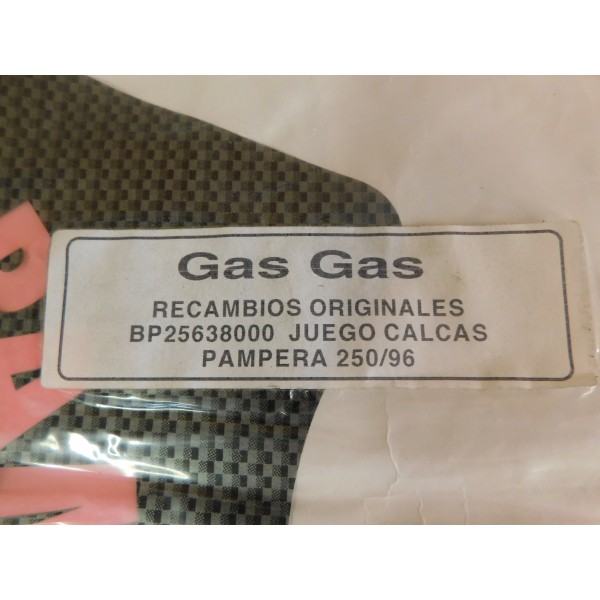 Gas Gas
RECAMBIOS ORIGINALES
BP25638000 JUEGO CALCAS
PAMPERA 250/96